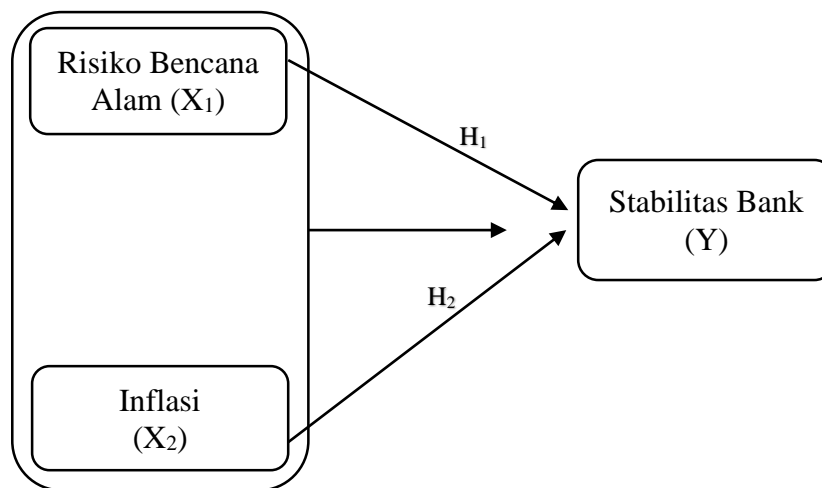 Risiko Bencana
Alam (X₁)
H₁
Stabilitas Bank
(Y)
H₂
Inflasi
(X₂)